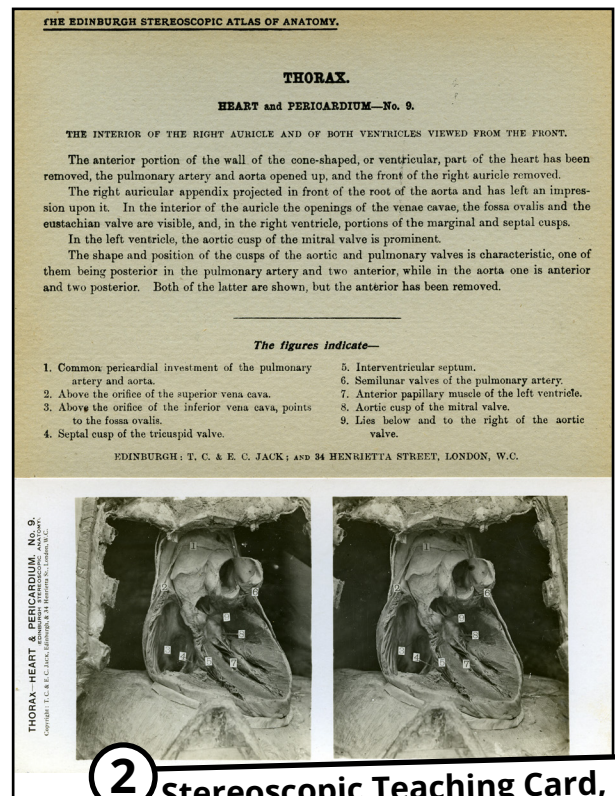 THE EDINBURGH STEREOSCOPIC ATLAS OF ANATOMY.
THORAX.
HEART and PERICARDIUM—No. 9.
THE INTERIOR OF THE RIGHT AURICLE AND OF BOTH VENTRICLES VIEWED FROM THE FRONT.
The anterior portion of the wall of the cone-shaped, or ventricular, part of the heart has been
removed, the pulmonary artery and aorta opened up, and the front of the right auricle removed.
The right auricular appendix projected in front of the root of the aorta and has left an impres-
sion upon it. In the interior of the auricle the openings of the venae cavae, the fossa ovalis and the
eustachian valve are visible, and, in the right ventricle, portions of the marginal and septal cusps.
In the left ventricle, the aortic cusp of the mitral valve is prominent.
The shape and position of the cusps of the aortic and pulmonary valves is characteristic, one of
them being posterior in the pulmonary artery and two anterior, while in the aorta one is anterior
and two posterior. Both of the latter are shown, but the anterior has been removed.
The figures indicate—
1. Common pericardial investment of the pulmonary
artery and aorta.
2. Above the orifice of the superior vena cava.
3. Above the orifice of the inferior vena cava, points
to the fossa ovalis.
4. Septal cusp of the tricuspid valve.
5. Interventricular septum.
6. Semilunar valves of the pulmonary artery.
7. Anterior papillary muscle of the left ventricle.
8. Aortic cusp of the mitral valve.
9. Lies below and to the right of the aortic
valve.
EDINBURGH: T. C. & E. C. JACK; AND 34 HENRIETTA STREET, LONDON, W.C.
THORAX—HEART & PERICARDIUM. No. 9.
EDINBURGH STEREOSCOPIC ANATOMY.
Copyright: T. C. & E. C. Jack, Edinburgh, & 34 Henrietta St., London, W.C.
1
2
6
9
8
3
4
5
7
1
2
6
9
8
3
4
5
7
2
Stereoscopic Teaching Card,